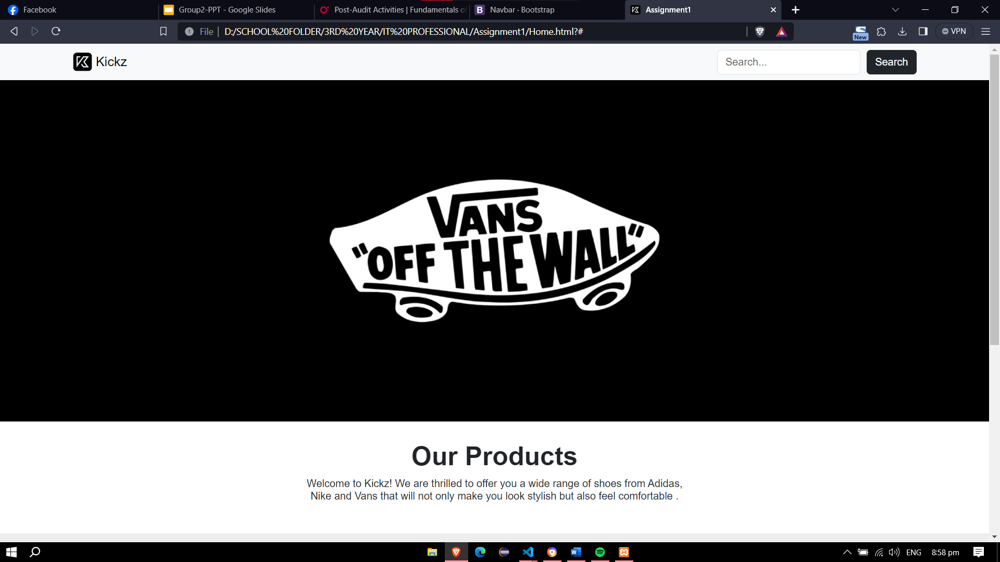 Facebook
Group2-PPT - Google Slides
Post-Audit Activities | Fundamentals o
Navbar · Bootstrap
Assignment1
File
D:/SCHOOL%20FOLDER/3RD%20YEAR/IT%20PROFESSIONAL/Assignment1/Home.html?#
New
VPN
Kickz
Search...
Search
VANS
"OFF THE WALL"
Our Products
Welcome to Kickz! We are thrilled to offer you a wide range of shoes from Adidas,
Nike and Vans that will not only make you look stylish but also feel comfortable .
ENG
8:58 pm